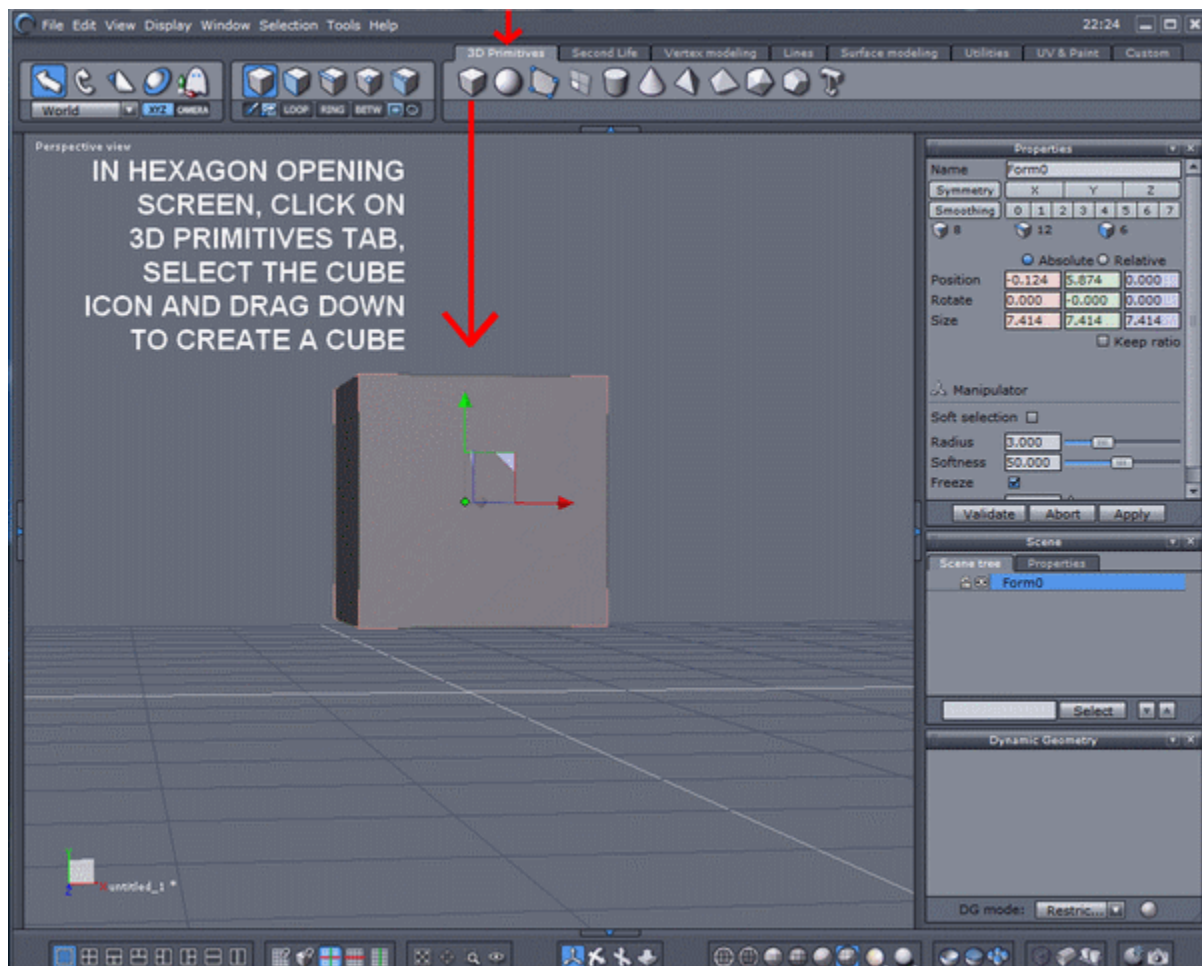 File Edit View Display Window Selection Tools Help 22:24
3D Primitives Second Life Vertex modeling Lines Surface modeling Utilities UV & Paint Custom
World XYZ CAMERA LOOP RING BETW
Perspective view
IN HEXAGON OPENING
SCREEN, CLICK ON
3D PRIMITIVES TAB,
SELECT THE CUBE
ICON AND DRAG DOWN
TO CREATE A CUBE
Properties
Name Form0
Symmetry X Y Z
Smoothing 0 1 2 3 4 5 6 7
8 12 6
Absolute Relative
Position -0.124 5.874 0.000
Rotate 0.000 -0.000 0.000
Size 7.414 7.414 7.414
Keep ratio
Manipulator
Soft selection
Radius 3.000
Softness 50.000
Freeze
Validate Abort Apply
Scene
Scene tree Properties
Form0
Select
Dynamic Geometry
DG mode: Restric...
Y
X
Z
untitled_1 *